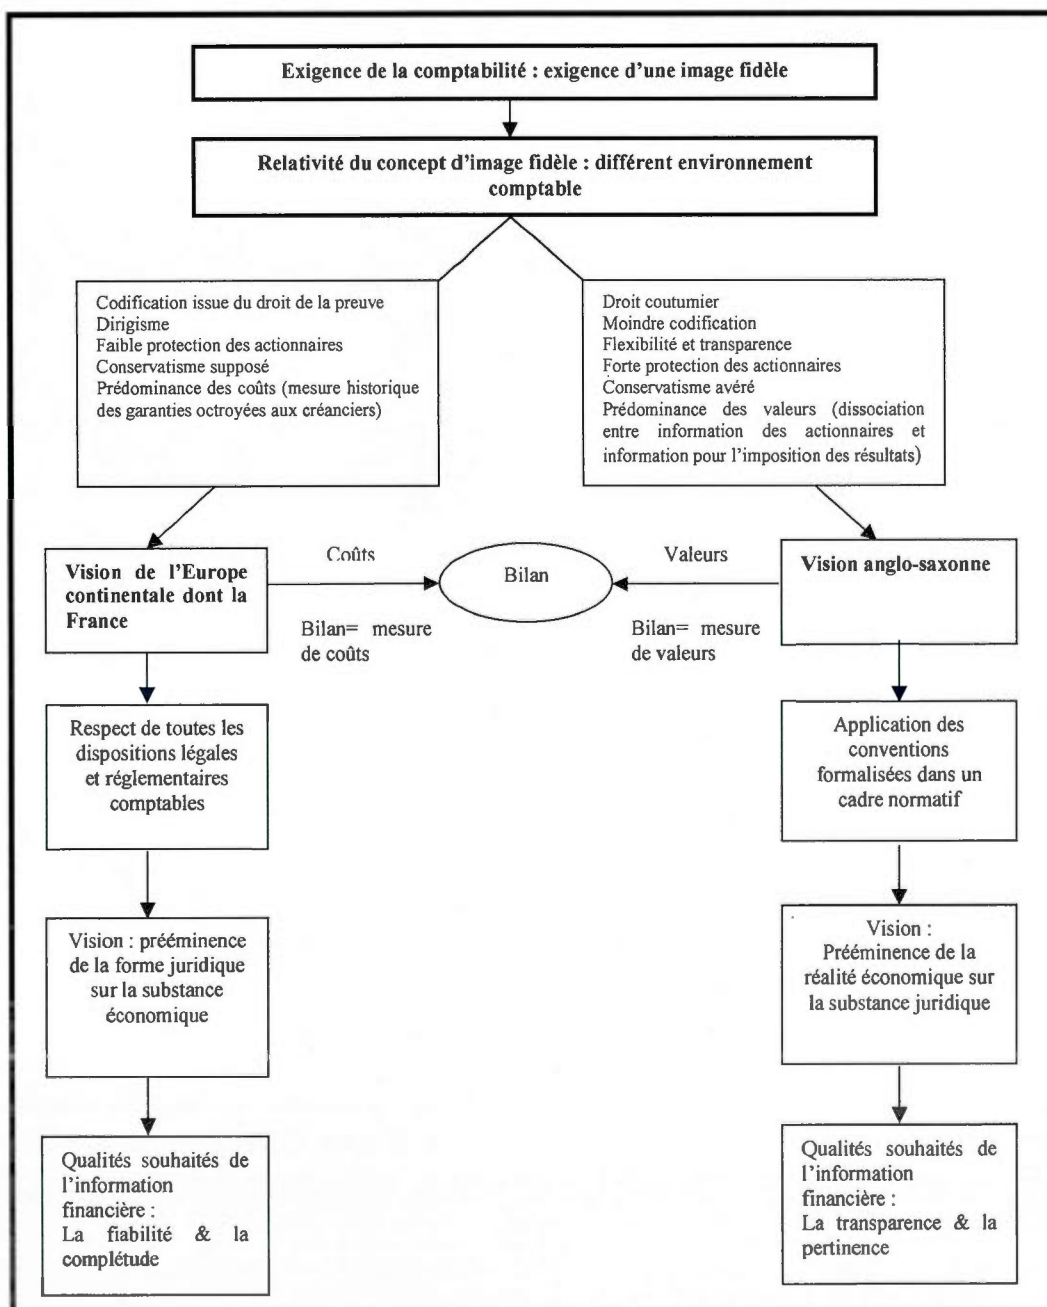 Exigence de la comptabilité : exigence d'une image fidèle
Relativité du concept d'image fidèle : différent environnement
comptable
Codification issue du droit de la preuve
Dirigisme
Faible protection des actionnaires
Conservatisme supposé
Prédominance des coûts (mesure historique
des garanties octroyées aux créanciers)
Droit coutumier
Moindre codification
Flexibilité et transparence
Forte protection des actionnaires
Conservatisme avéré
Prédominance des valeurs (dissociation
entre information des actionnaires et
information pour l'imposition des résultats)
Vision de l'Europe
continentale dont la
France
Coûts
Bilan= mesure
de coûts
Bilan
Valeurs
Bilan= mesure
de valeurs
Vision anglo-saxonne
Respect de toutes les
dispositions légales
et réglementaires
comptables
Application des
conventions
formalisées dans un
cadre normatif
Vision : prééminence
de la forme juridique
sur la substance
économique
Vision :
Prééminence de la
réalité économique sur
la substance juridique
Qualités souhaités de
l'information
financière :
La fiabilité & la
complétude
Qualités souhaités de
l'information
financière :
La transparence & la
pertinence